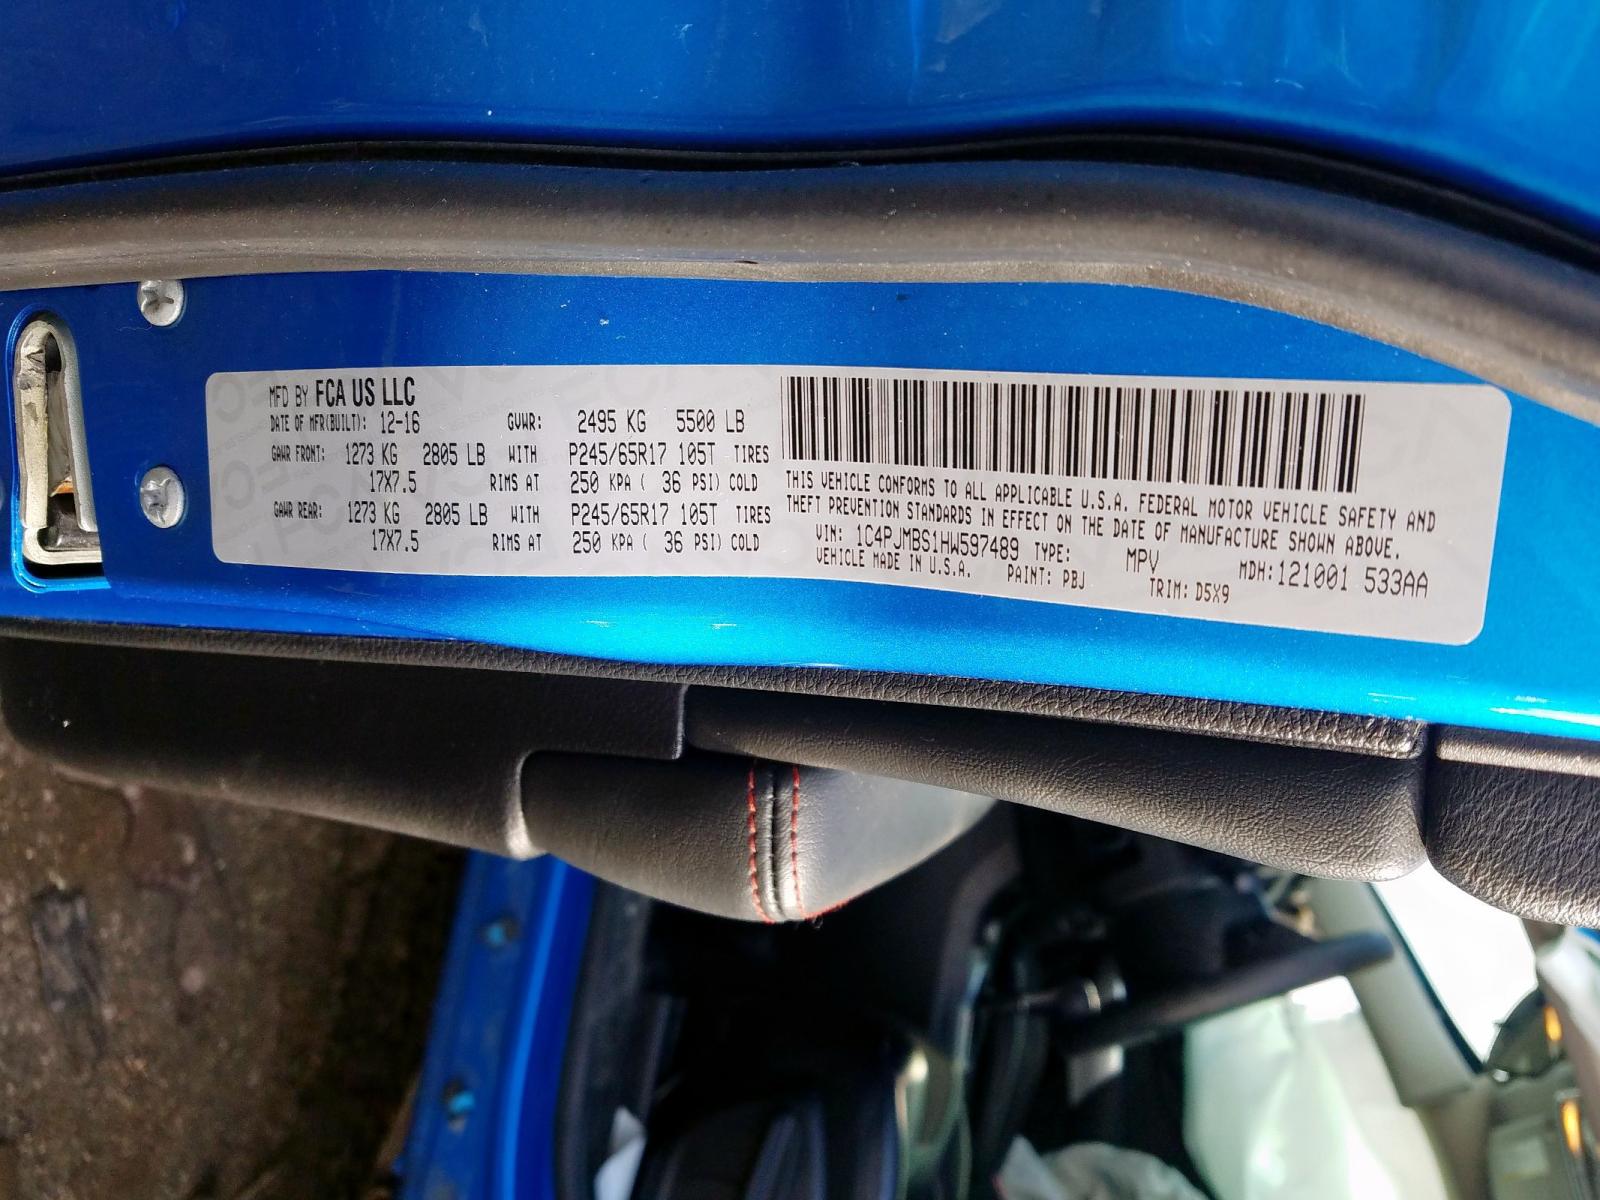 MFD BY FCA US LLC
DATE OF MFR(BUILT): 12-16 GVWR: 2495 KG 5500 LB
GAWR FRONT: 1273 KG 2805 LB WITH P245/65R17 105T TIRES
17X7.5 RIMS AT 250 KPA ( 36 PSI) COLD
GAWR REAR: 1273 KG 2805 LB WITH P245/65R17 105T TIRES
17X7.5 RIMS AT 250 KPA ( 36 PSI) COLD
THIS VEHICLE CONFORMS TO ALL APPLICABLE U.S.A. FEDERAL MOTOR VEHICLE SAFETY AND
THEFT PREVENTION STANDARDS IN EFFECT ON THE DATE OF MANUFACTURE SHOWN ABOVE.
VIN: 1C4PJMBS1HW597489 TYPE: MPV MDH: 121001 533AA
VEHICLE MADE IN U.S.A. PAINT: PBJ TRIM: D5X9